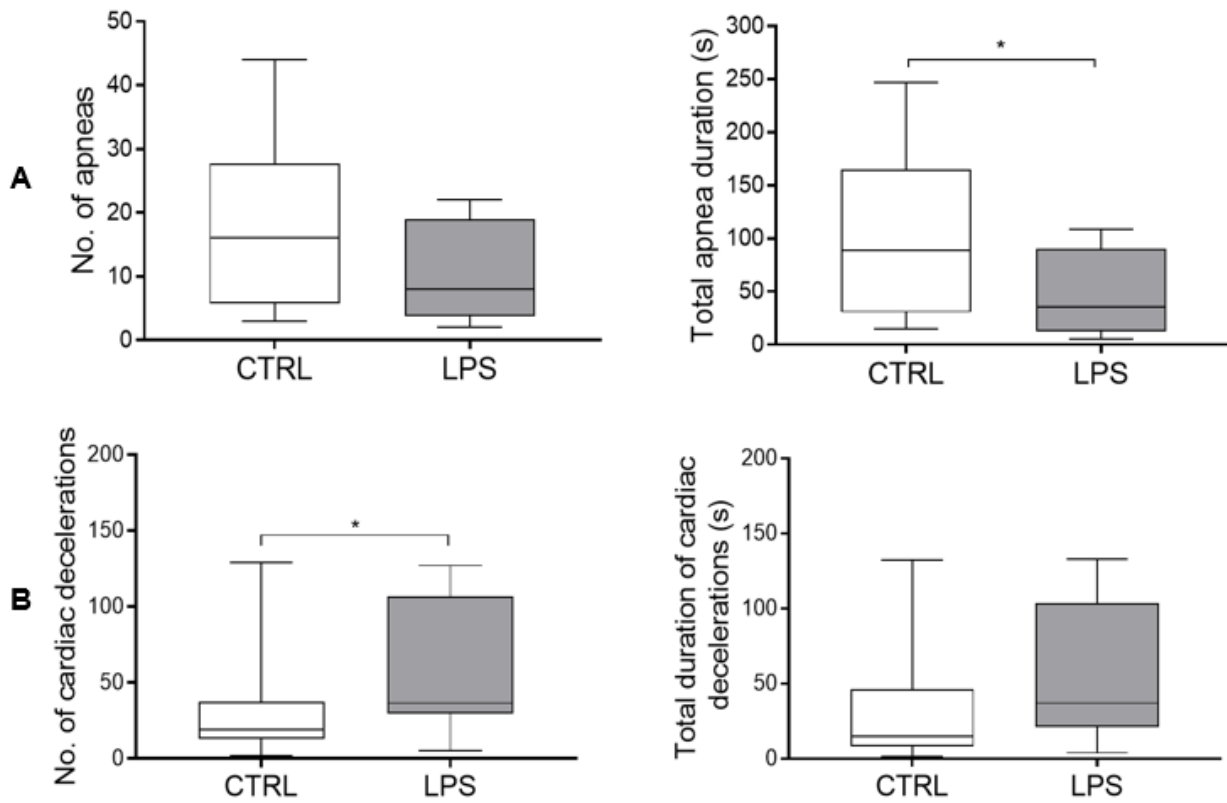 A
No. of apneas
50
40
30
20
10
0
CTRL LPS
Total apnea duration (s)
300
250
200
150
100
50
0
*
CTRL LPS
B
No. of cardiac decelerations
200
150
100
50
0
*
CTRL LPS
Total duration of cardiac
decelerations (s)
200
150
100
50
0
CTRL LPS